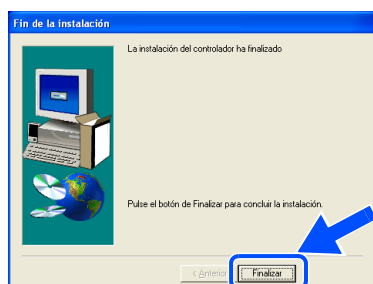 Fin de la instalación
La instalación del controlador ha finalizado
Pulse el botón de Finalizar para concluir la instalación.
< Anterior
Finalizar